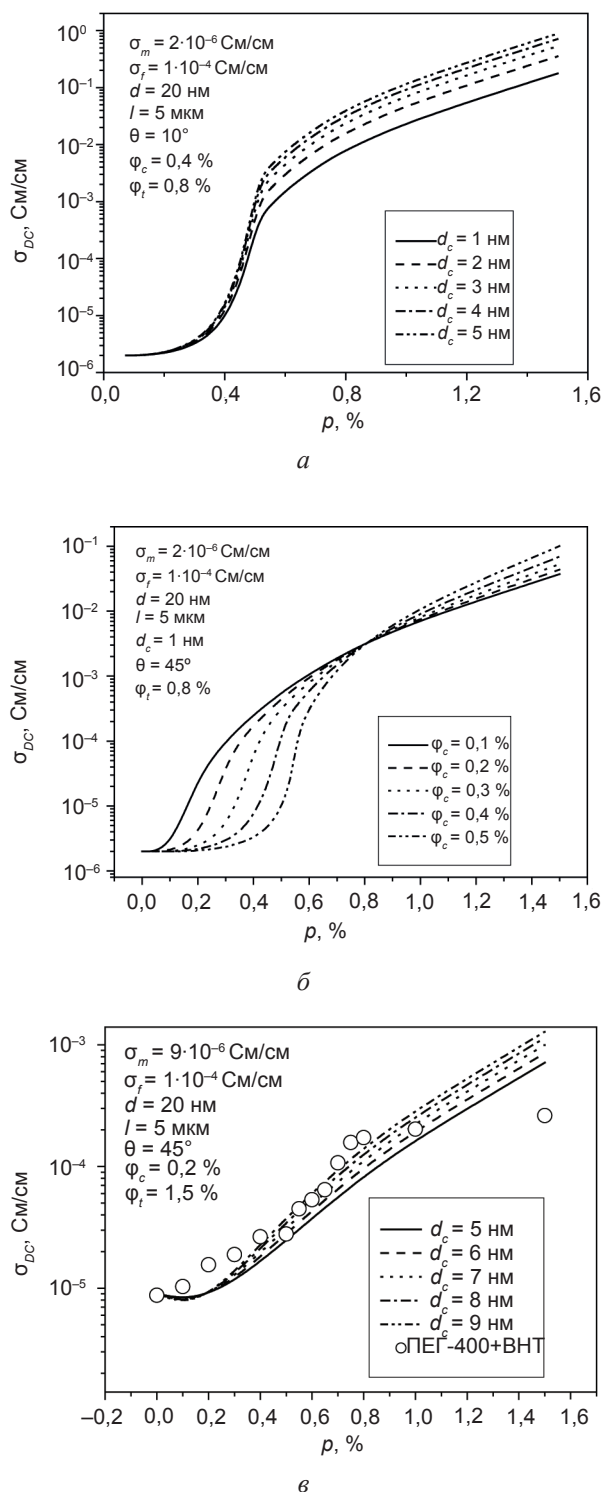 10⁰
10⁻¹
10⁻²
10⁻³
10⁻⁴
10⁻⁵
10⁻⁶
σ_DC, См/см
σ_m = 2·10⁻⁶ См/см
σ_f = 1·10⁻⁴ См/см
d = 20 нм
l = 5 мкм
θ = 10°
φ_c = 0,4 %
φ_t = 0,8 %
d_c = 1 нм
d_c = 2 нм
d_c = 3 нм
d_c = 4 нм
d_c = 5 нм
0,0 0,4 0,8 1,2 1,6
p, %
а
10⁻¹
10⁻²
10⁻³
10⁻⁴
10⁻⁵
10⁻⁶
σ_DC, См/см
σ_m = 2·10⁻⁶ См/см
σ_f = 1·10⁻⁴ См/см
d = 20 нм
l = 5 мкм
d_c = 1 нм
θ = 45°
φ_t = 0,8 %
φ_c = 0,1 %
φ_c = 0,2 %
φ_c = 0,3 %
φ_c = 0,4 %
φ_c = 0,5 %
0,0 0,2 0,4 0,6 0,8 1,0 1,2 1,4 1,6
p, %
б
10⁻³
10⁻⁴
10⁻⁵
σ_DC, См/см
σ_m = 9·10⁻⁶ См/см
σ_f = 1·10⁻⁴ См/см
d = 20 нм
l = 5 мкм
θ = 45°
φ_c = 0,2 %
φ_t = 1,5 %
d_c = 5 нм
d_c = 6 нм
d_c = 7 нм
d_c = 8 нм
d_c = 9 нм
ПЕГ-400+ВНТ
–0,2 0,0 0,2 0,4 0,6 0,8 1,0 1,2 1,4 1,6
p, %
в